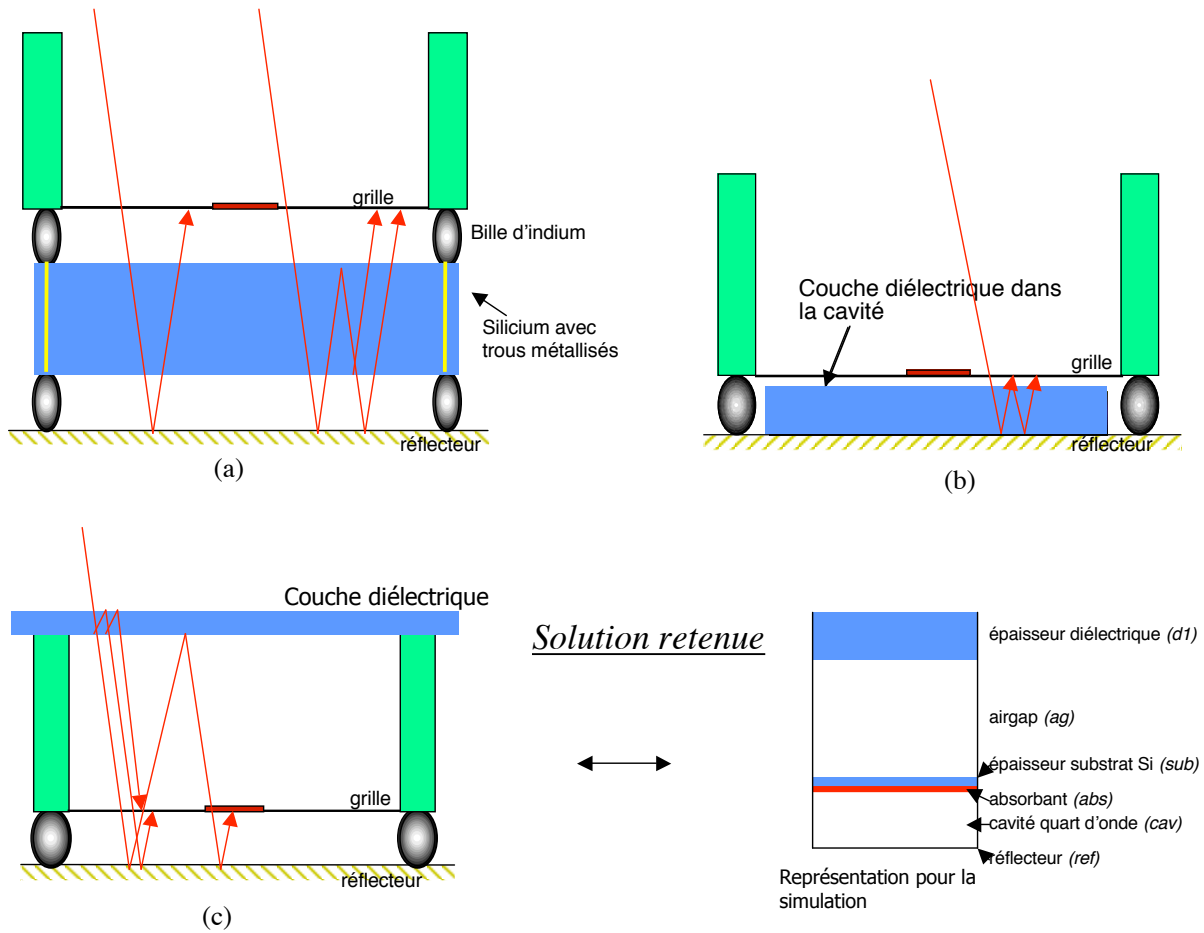 grille
Bille d'indium
Silicium avec
trous métallisés
réflecteur
(a)
Couche diélectrique dans
la cavité
grille
réflecteur
(b)
Couche diélectrique
grille
réflecteur
(c)
Solution retenue
épaisseur diélectrique (d1)
airgap (ag)
épaisseur substrat Si (sub)
absorbant (abs)
cavité quart d'onde (cav)
réflecteur (ref)
Représentation pour la
simulation